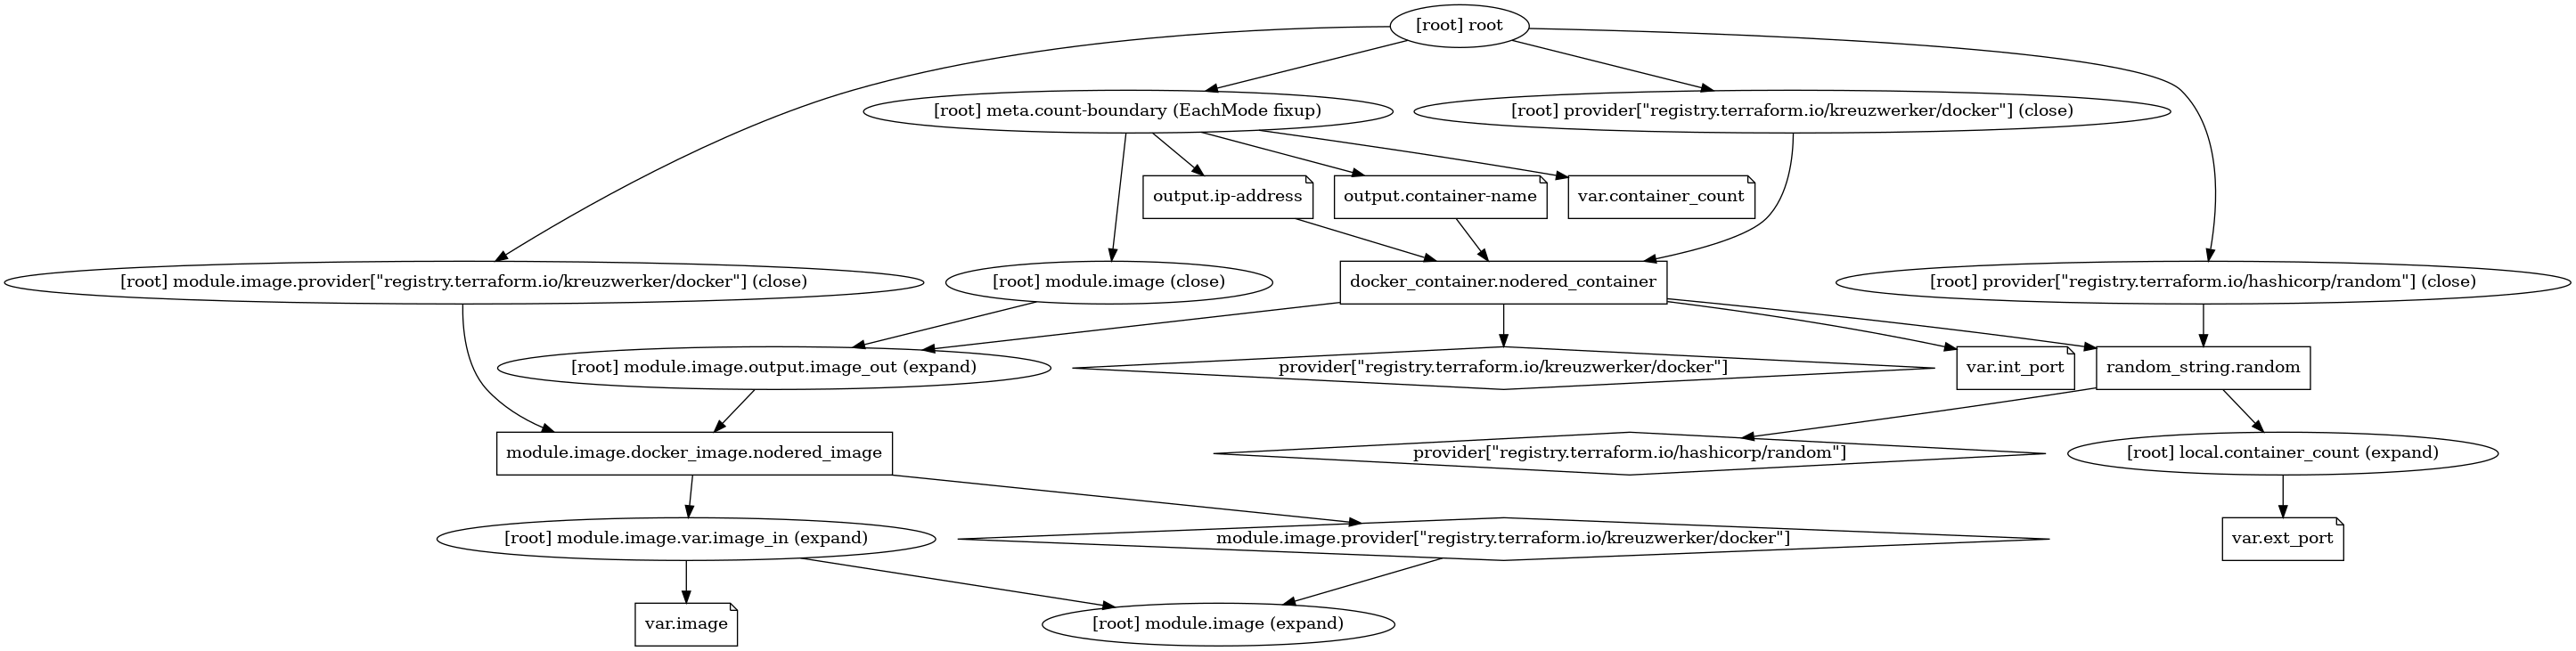 [root] root
[root] meta.count-boundary (EachMode fixup)
[root] provider[\"registry.terraform.io/kreuzwerker/docker\"] (close)
output.ip-address
output.container-name
var.container_count
[root] module.image.provider[\"registry.terraform.io/kreuzwerker/docker\"] (close)
[root] module.image (close)
docker_container.nodered_container
[root] provider[\"registry.terraform.io/hashicorp/random\"] (close)
[root] module.image.output.image_out (expand)
provider[\"registry.terraform.io/kreuzwerker/docker\"]
var.int_port
random_string.random
module.image.docker_image.nodered_image
provider[\"registry.terraform.io/hashicorp/random\"]
[root] local.container_count (expand)
[root] module.image.var.image_in (expand)
module.image.provider[\"registry.terraform.io/kreuzwerker/docker\"]
var.ext_port
var.image
[root] module.image (expand)